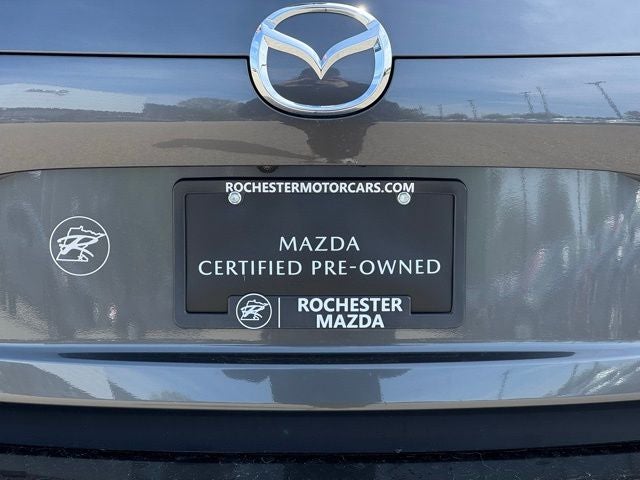 ROCHESTERMOTORCARS.COM
MAZDA
CERTIFIED PRE-OWNED
ROCHESTER
MAZDA